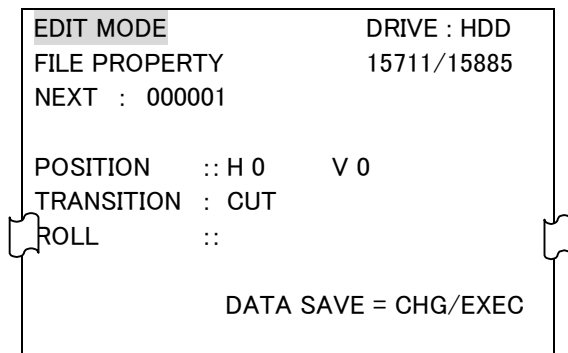 EDIT MODE DRIVE : HDD
FILE PROPERTY 15711/15885
NEXT : 000001
POSITION :: H 0 V 0
TRANSITION : CUT
ROLL ::
DATA SAVE = CHG/EXEC